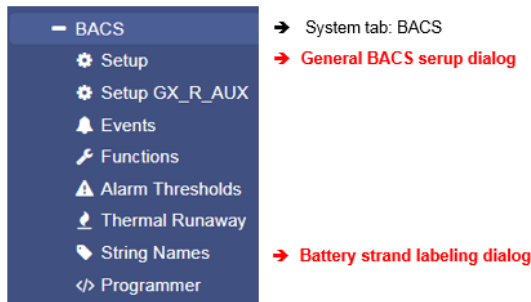 BACS → System tab: BACS
Setup → General BACS serup dialog
Setup GX_R_AUX
Events
Functions
Alarm Thresholds
Thermal Runaway
String Names → Battery strand labeling dialog
</> Programmer